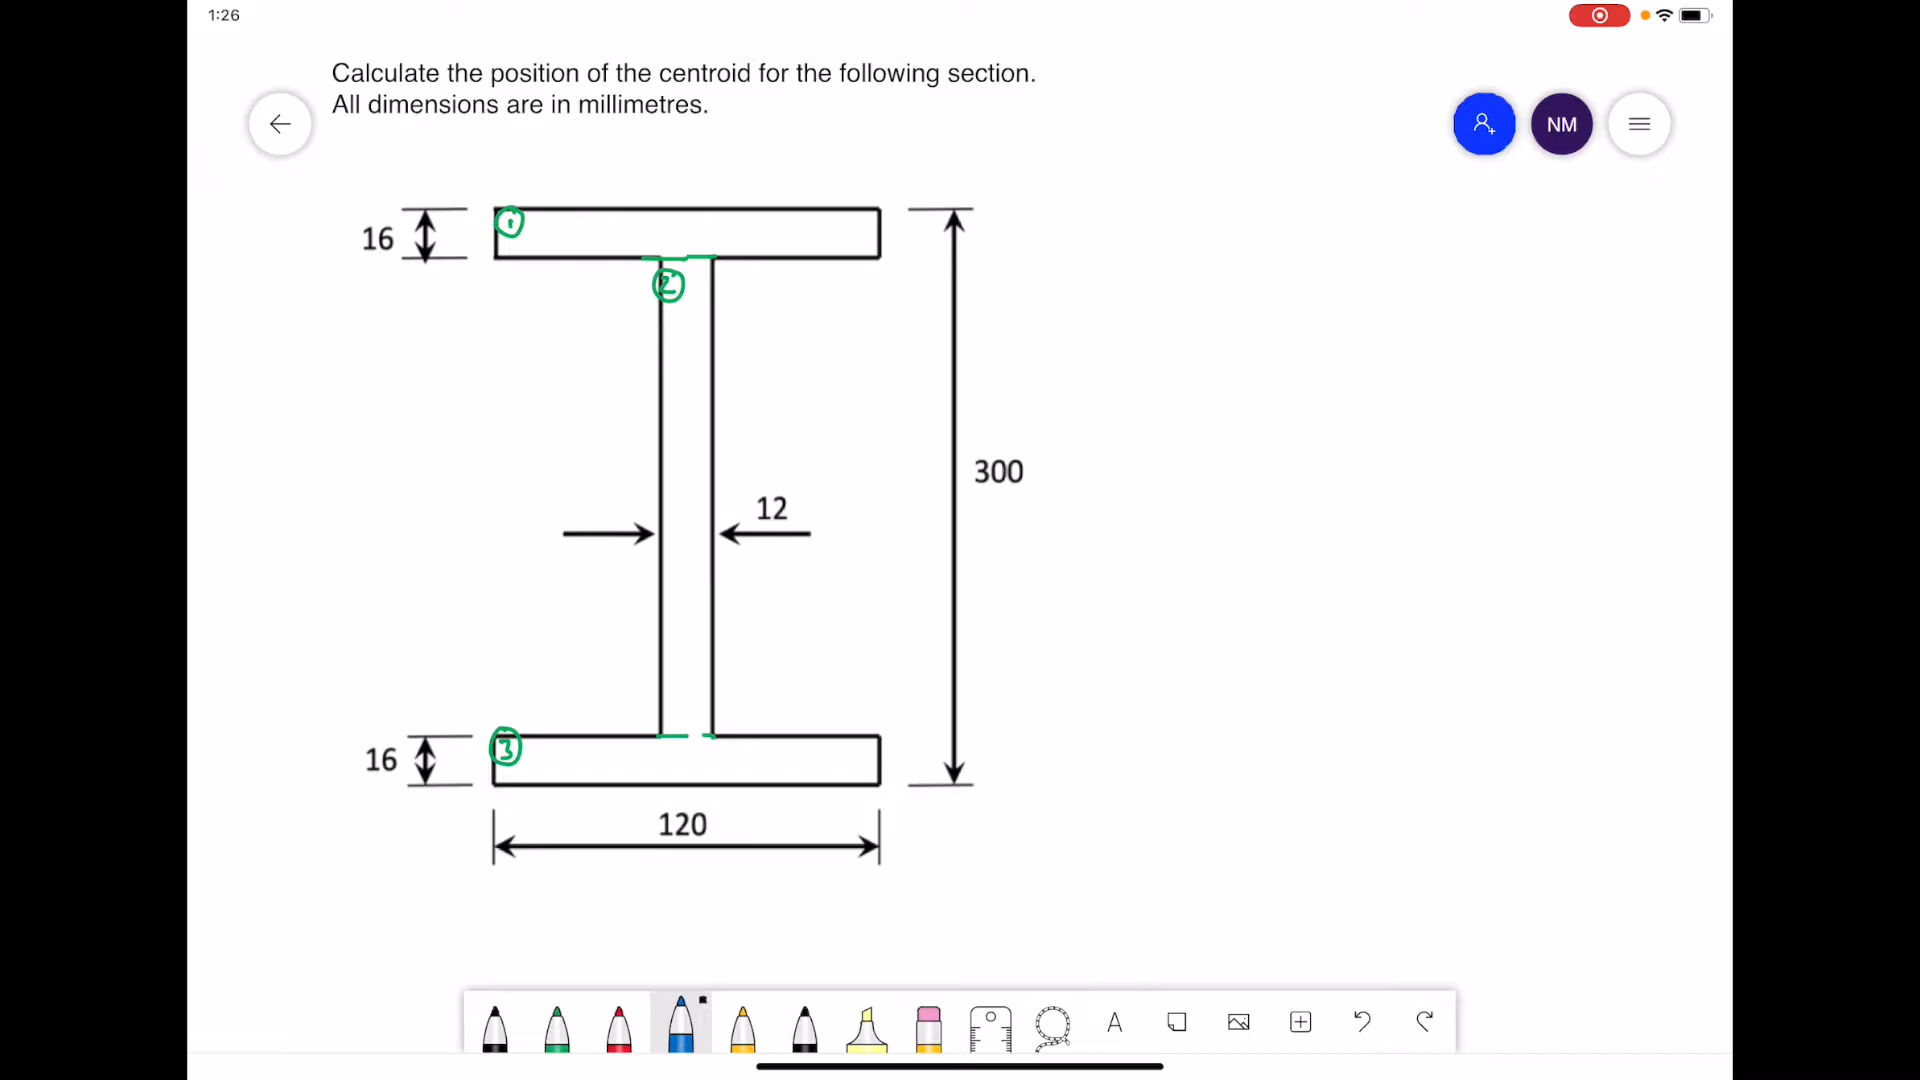 1:26
Calculate the position of the centroid for the following section.
All dimensions are in millimetres.
NM
16
1
2
300
12
3
16
120
A